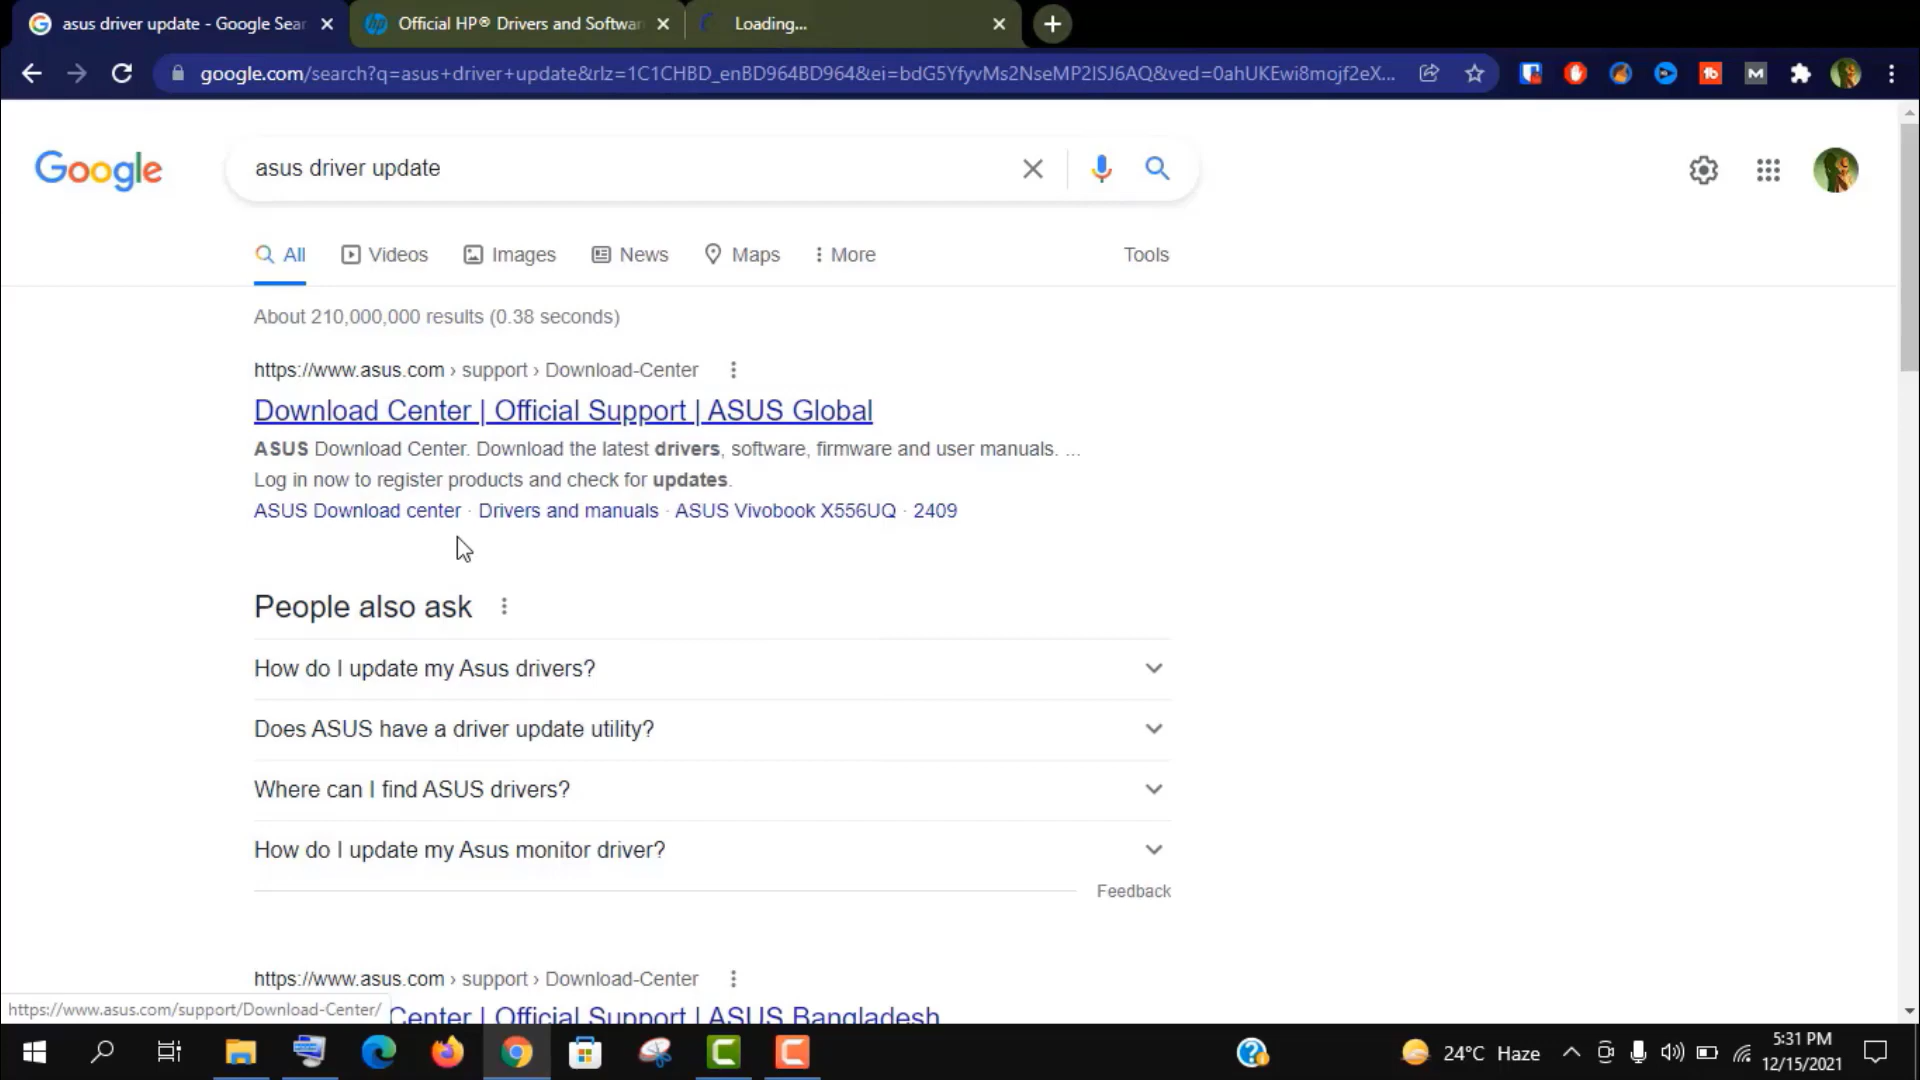 asus driver update - Google Sear
Official HP® Drivers and Softwar
Loading...
google.com/search?q=asus+driver+update&rlz=1C1CHBD_enBD964BD964&ei=bdG5YfyvMs2NseMP2ISJ6AQ&ved=0ahUKEwi8mojf2eX...
Google
asus driver update
All
Videos
Images
News
Maps
More
Tools
About 210,000,000 results (0.38 seconds)
https://www.asus.com › support › Download-Center
Download Center | Official Support | ASUS Global
ASUS Download Center. Download the latest drivers, software, firmware and user manuals. ...
Log in now to register products and check for updates.
ASUS Download center · Drivers and manuals · ASUS Vivobook X556UQ · 2409
People also ask
How do I update my Asus drivers?
Does ASUS have a driver update utility?
Where can I find ASUS drivers?
How do I update my Asus monitor driver?
Feedback
https://www.asus.com › support › Download-Center
https://www.asus.com/support/Download-Center/
Center | Official Support | ASUS Bangladesh
24°C Haze
5:31 PM
12/15/2021